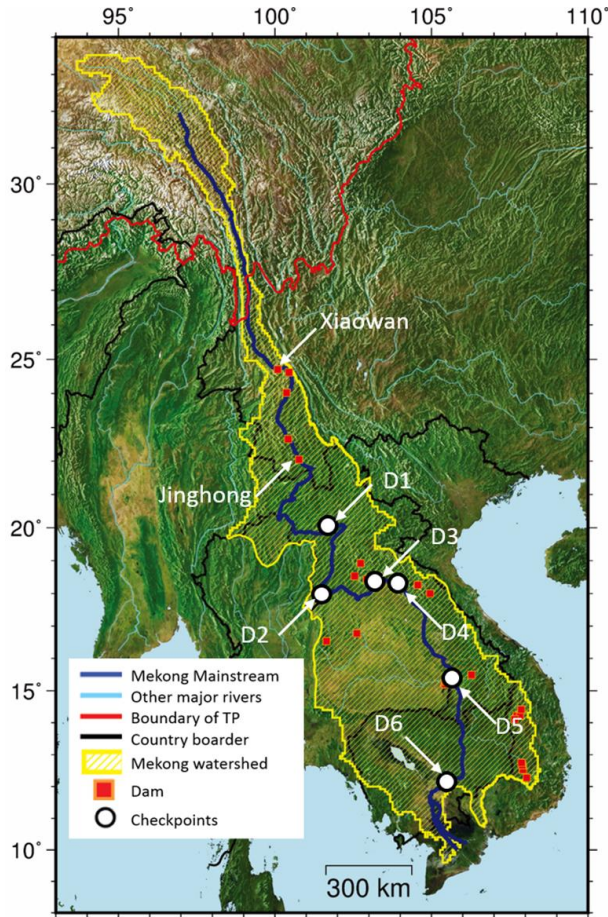 95° 100° 105° 110°
30°
Xiaowan
25°
Jinghong
D1
20°
D3
D2
D4
15°
D6
D5
10°
Mekong Mainstream
Other major rivers
Boundary of TP
Country boarder
Mekong watershed
Dam
Checkpoints
300 km